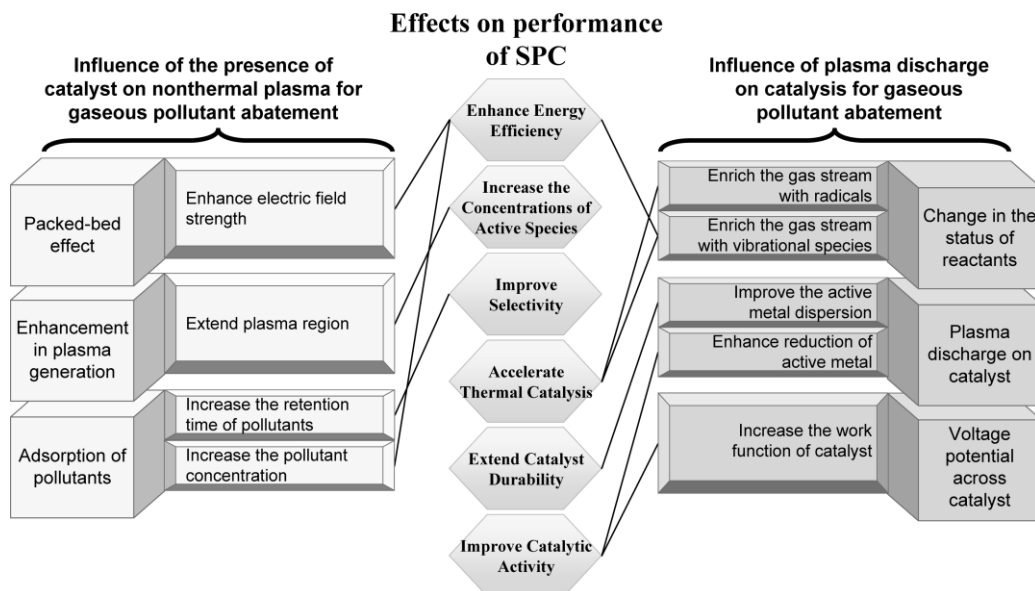 Effects on performance
of SPC
Influence of the presence of
catalyst on nonthermal plasma for
gaseous pollutant abatement
Packed-bed
effect
Enhance electric field
strength
Enhancement
in plasma
generation
Extend plasma region
Adsorption of
pollutants
Increase the retention
time of pollutants
Increase the pollutant
concentration
Enhance Energy
Efficiency
Increase the
Concentrations of
Active Species
Improve
Selectivity
Accelerate
Thermal Catalysis
Extend Catalyst
Durability
Improve Catalytic
Activity
Influence of plasma discharge
on catalysis for gaseous
pollutant abatement
Enrich the gas stream
with radicals
Enrich the gas stream
with vibrational species
Change in the
status of
reactants
Improve the active
metal dispersion
Enhance reduction of
active metal
Plasma
discharge on
catalyst
Increase the work
function of catalyst
Voltage
potential
across
catalyst